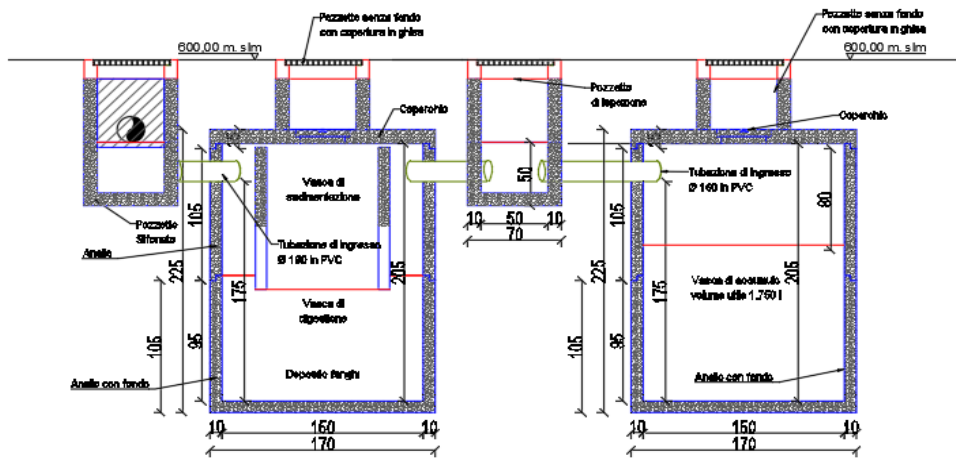 Pozzetto senza fondo
con copertura in ghisa
Pozzetto senza fondo
con copertura in ghisa
600,00 m. slm
600,00 m. slm
Pozzetto
di ispezione
Coperchio
Coperchio
Vasca di
sedimentazione
Tubazione di ingresso
Ø 160 in PVC
Pozzetto
Sifonato
Anello
Tubazione di ingresso
Ø 160 in PVC
Vasca di
digestione
Vasca di accumulo
volume utile 1.750 l
Deposito fanghi
Anello con fondo
Anello con fondo
105
225
175
205
105
95
50
10 50 10
70
105
225
175
205
80
105
95
10 150 10
170
10 150 10
170